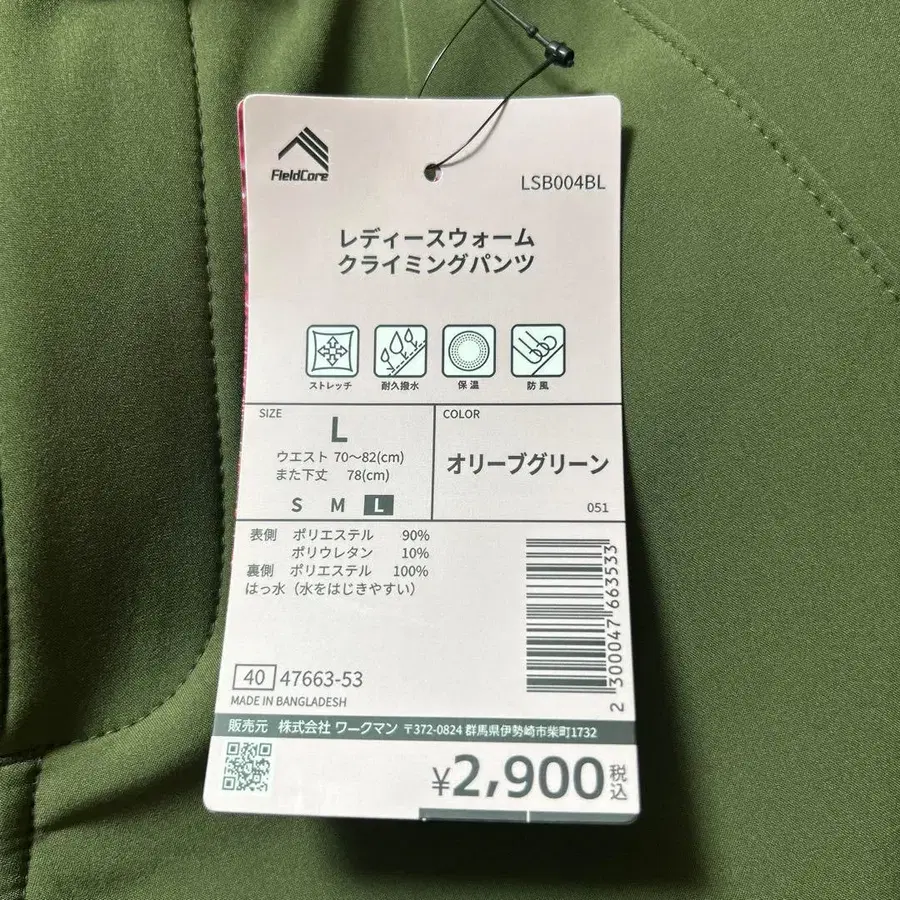 FieldCore
LSB004BL
レディースウォーム
クライミングパンツ
ストレッチ 耐久撥水 保温 防風
SIZE
L
ウエスト 70～82(cm)
また下丈 78(cm)
S M L
COLOR
オリーブグリーン
051
表側 ポリエステル 90%
ポリウレタン 10%
裏側 ポリエステル 100%
はっ水（水をはじきやすい）
2 300047 663533
40 47663-53
MADE IN BANGLADESH
販売元 株式会社 ワークマン 〒372-0824 群馬県伊勢崎市柴町1732
¥2,900税込